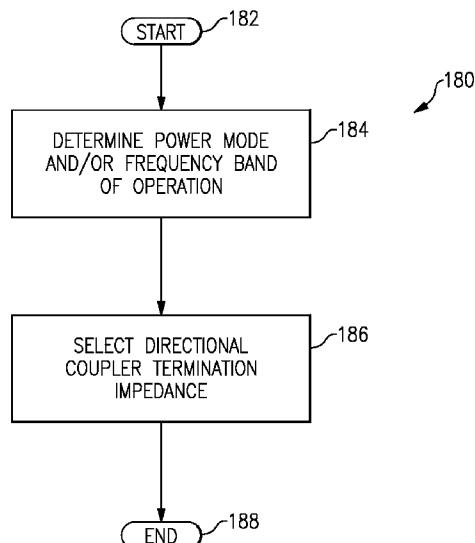 START
182
180
DETERMINE POWER MODE
AND/OR FREQUENCY BAND
OF OPERATION
184
SELECT DIRECTIONAL
COUPLER TERMINATION
IMPEDANCE
186
END
188